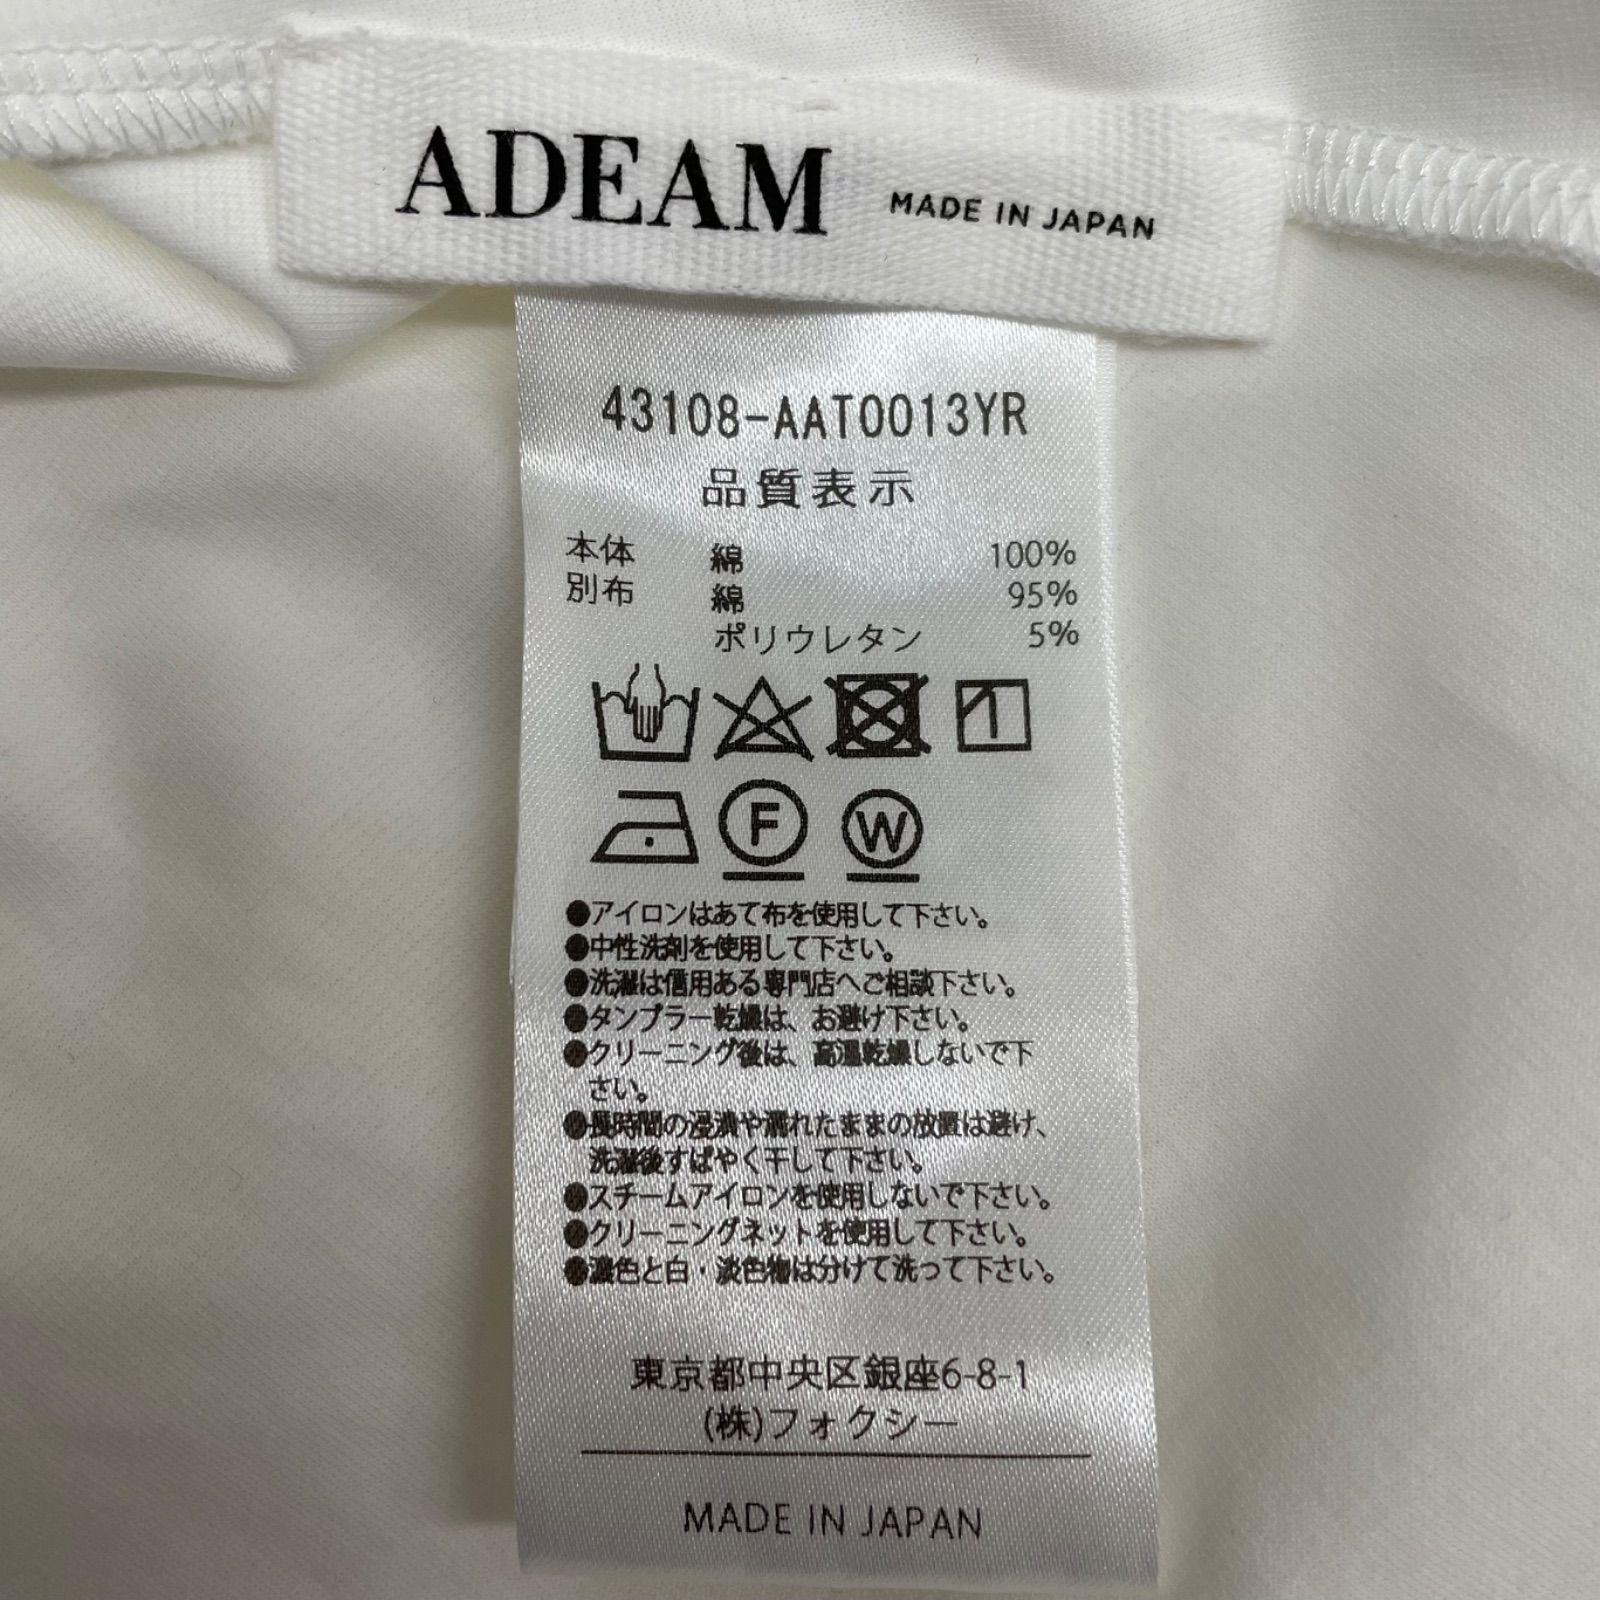 ADEAM MADE IN JAPAN
43108-AAT0013YR
品質表示
本体 綿 100%
別布 綿 95%
ポリウレタン 5%
F W
●アイロンはあて布を使用して下さい。
●中性洗剤を使用して下さい。
●洗濯は信用ある専門店へご相談下さい。
●タンブラー乾燥は、お避け下さい。
●クリーニング後は、高温乾燥しないで下
さい。
●長時間の浸漬や濡れたままの放置は避け、
洗濯後すばやく干して下さい。
●スチームアイロンを使用しないで下さい。
●クリーニングネットを使用して下さい。
●濃色と白・淡色物は分けて洗って下さい。
東京都中央区銀座6-8-1
(株)フォクシー
MADE IN JAPAN